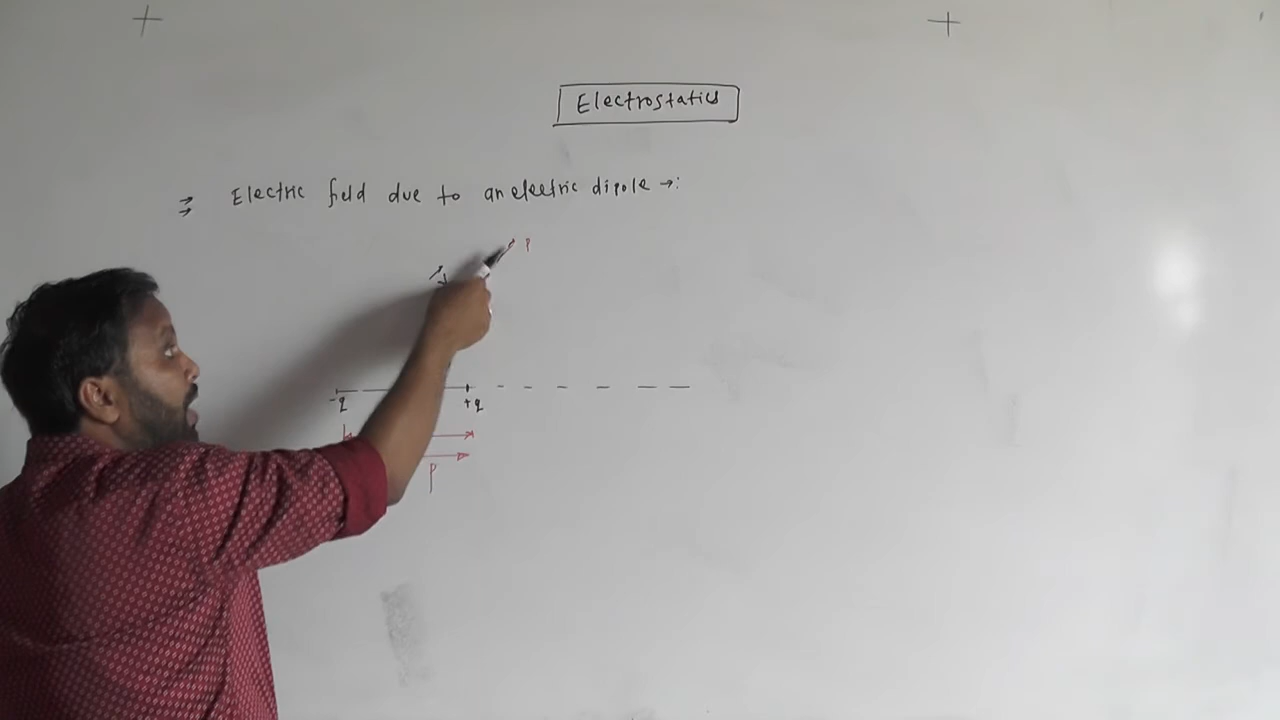 Electrostatics
⇒ Electric field due to an electric dipole →:
P
-q +q
P